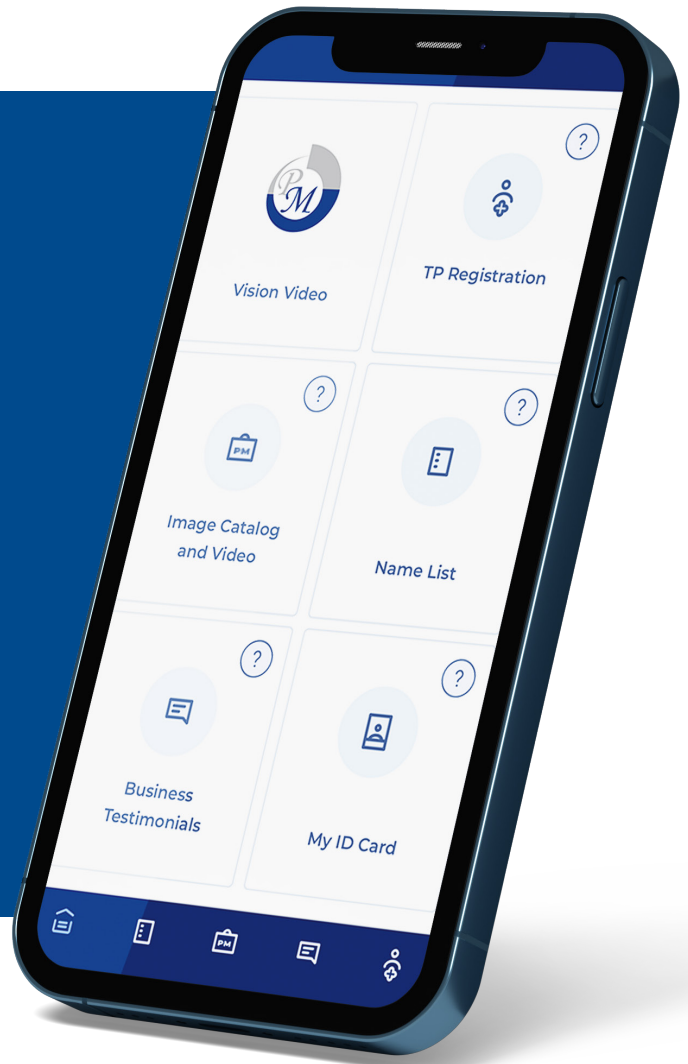 ?
PM
Vision Video
TP Registration
?
PM
Image Catalog
and Video
?
Name List
?
Business
Testimonials
?
My ID Card
PM